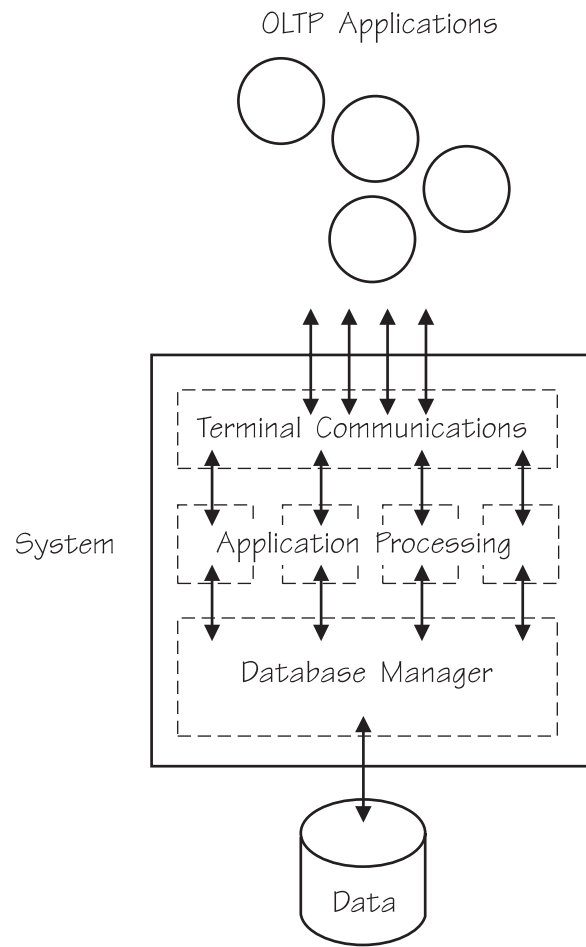 OLTP Applications
Terminal Communications
System
Application Processing
Database Manager
Data